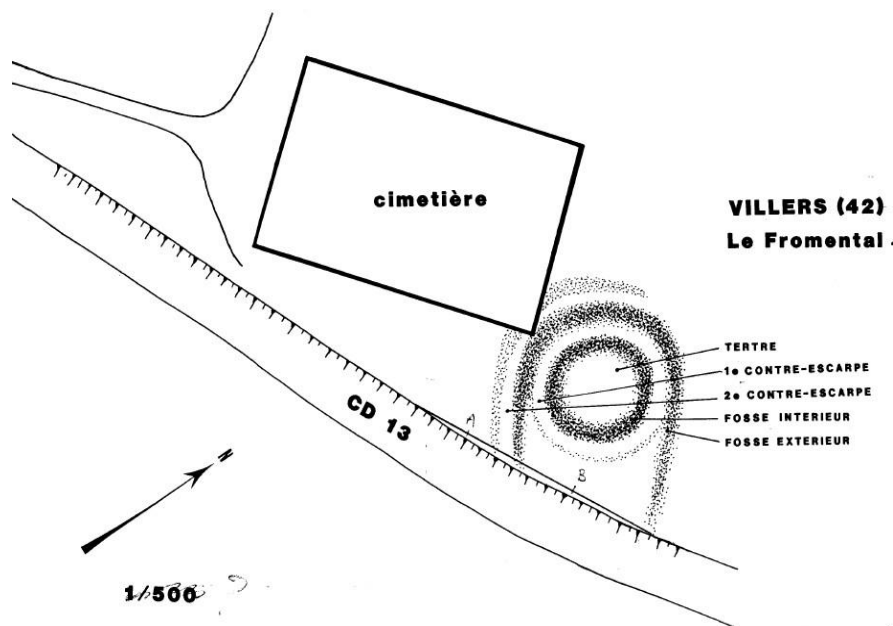 cimetière
VILLERS (42)
Le Fromental
TERTRE
1e CONTRE-ESCARPE
2e CONTRE-ESCARPE
FOSSE INTERIEUR
FOSSE EXTERIEUR
A
CD 13
B
N
1/500